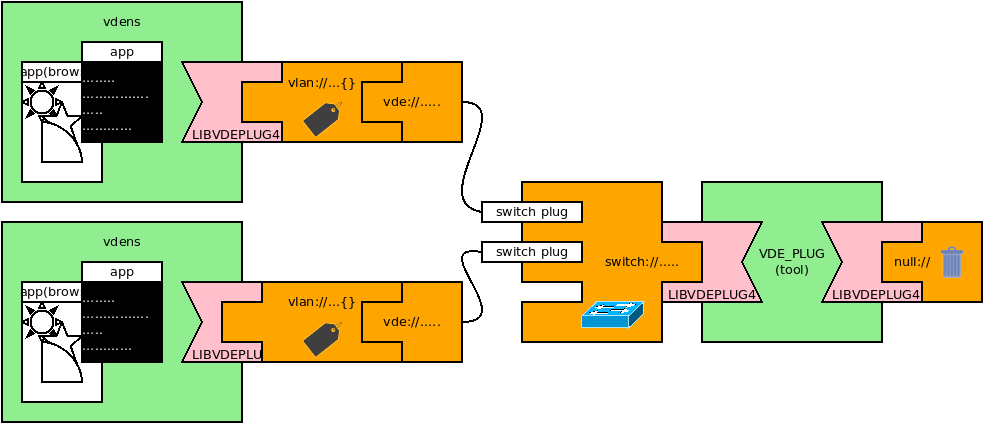 vdens
app
app(brow
........
................
.....
............
LIBVDEPLUG4
vlan://...{}
vde://.....
switch plug
switch plug
switch://.....
LIBVDEPLUG4
VDE_PLUG
(tool)
LIBVDEPLUG4
null://
vdens
app
app(brow
........
................
.....
............
LIBVDEPLU
vlan://...{}
vde://.....